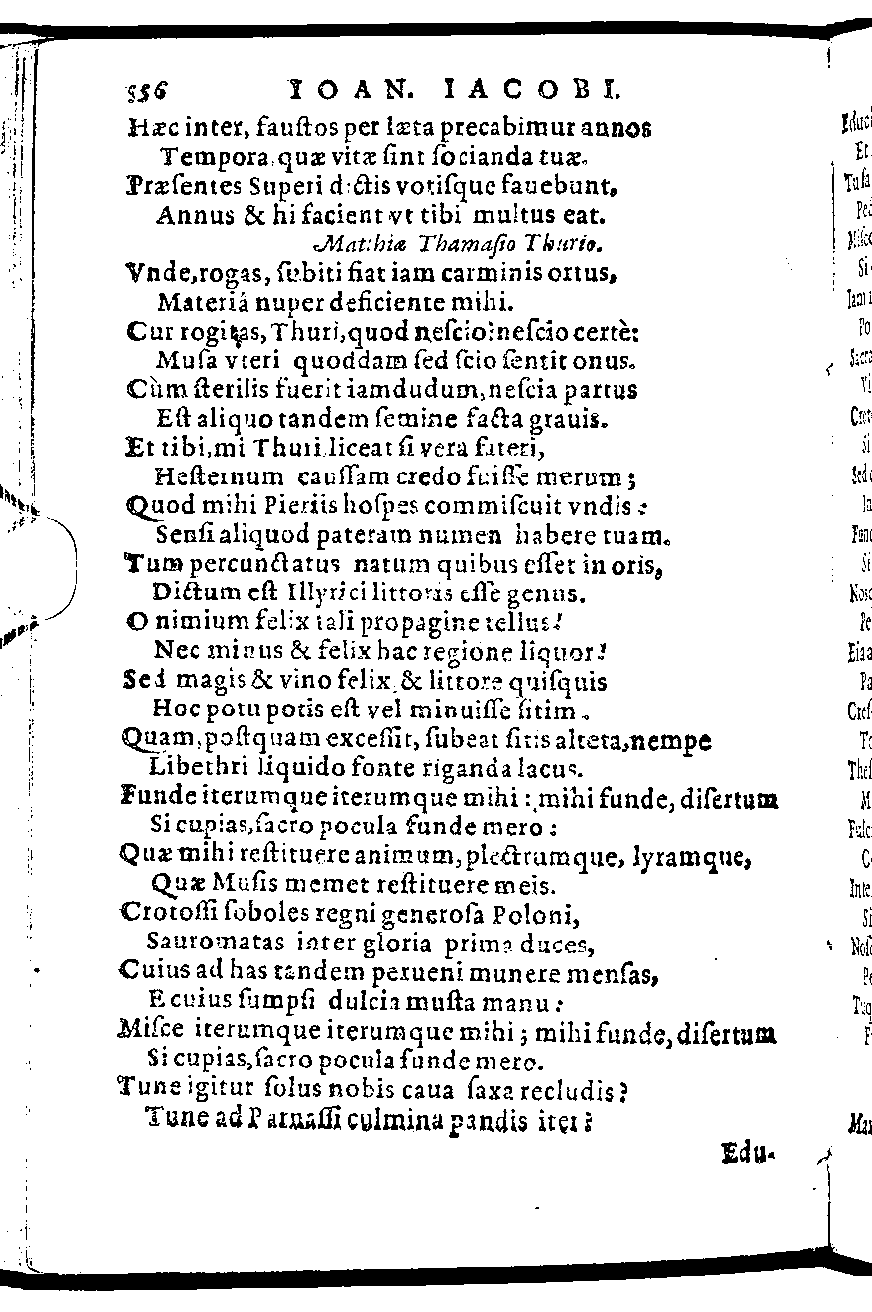 556 IOAN. IACOBI.
Hæc inter, fauſtos per læta precabimur annos
Tempora, quæ vitæ ſint ſocianda tuæ.
Præſentes Superi dictis votiſque fauebunt,
Annus & hi facient vt tibi multus eat.
Matthiæ Thamaſio Thurio.
Vnde, rogas, ſubiti fiat iam carminis ortus,
Materiá nuper deficiente mihi.
Cur rogitas, Thuri, quod neſcio? neſcio certè:
Muſa vteri quoddam ſed ſcio ſentit onus.
Cùm ſterilis fuerit iamdudum, neſcia partus
Eſt aliquo tandem ſemine facta grauis.
Et tibi, mi Thuri, liceat ſi vera fateri,
Heſternum cauſſam credo fuiſſe merum;
Quod mihi Pieriis hoſpes commiſcuit vndis:
Senſi aliquod pateram numen habere tuam.
Tum percunctatus natum quibus eſſet in oris,
Dictum eſt Illyrici littoris eſſe genus.
O nimium felix tali propagine tellus!
Nec minus & felix hac regione liquor!
Sed magis & vino felix, & littore quiſquis
Hoc potu potis eſt vel minuiſſe ſitim.
Quam, poſtquam exceſſit, ſubeat ſitis altera, nempe
Libethri liquido fonte riganda lacus.
Funde iterumque iterumque mihi: mihi funde, diſertum
Si cupias, ſacro pocula funde mero:
Quæ mihi reſtituere animum, plectrumque, lyramque,
Quæ Muſis memet reſtituere meis.
Crotoſſi ſoboles regni generoſa Poloni,
Sauromatas inter gloria prima duces,
Cuius ad has tandem perueni munere menſas,
E cuius ſumpſi dulcia muſta manu:
Miſce iterumque iterumque mihi; mihi funde, diſertum
Si cupias, ſacro pocula funde mero.
Tune igitur ſolus nobis caua ſaxa recludis?
Tune ad Parnaſſi culmina pandis iter?
Edu-